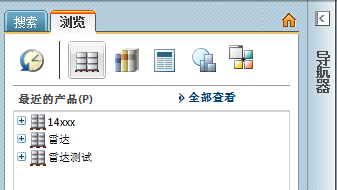 搜索 浏览
最近的产品(P) 全部查看
14xxx
雷达
雷达测试
导航器